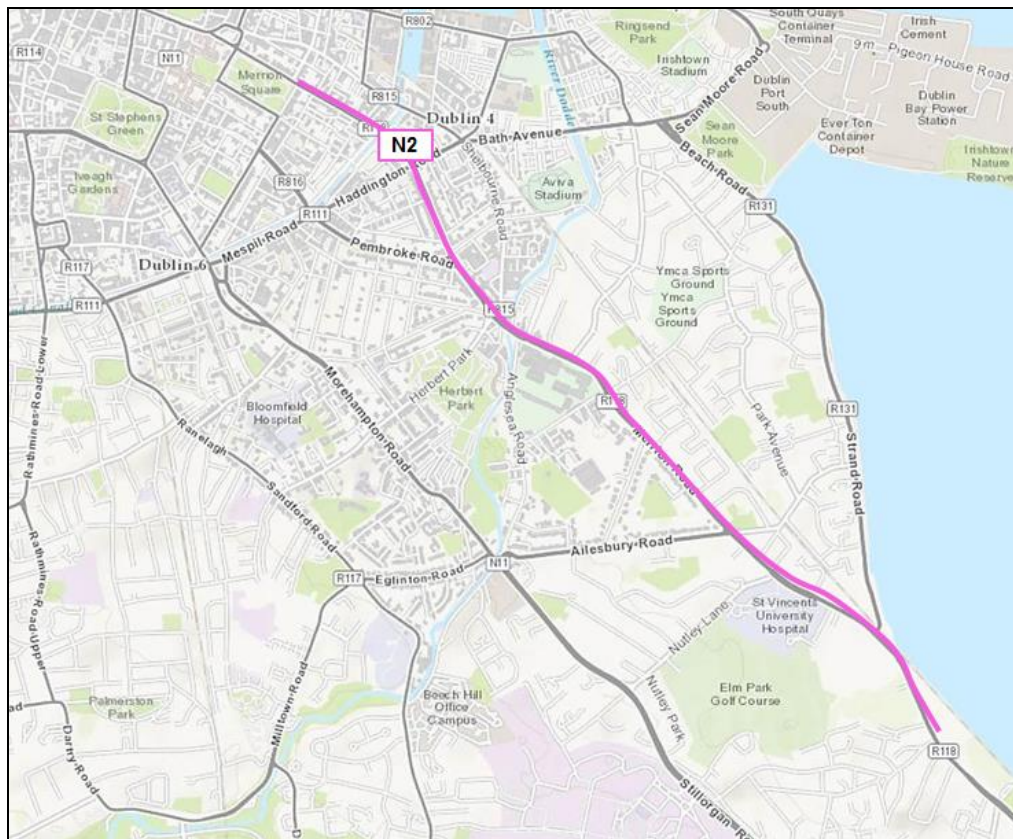 R114
N11
R802
Ringsend
Park
South Quays
Container
Terminal
Irish
Cement
9m
Pigeon House Road
Merrion
Square
R815
River Dodder
Irishtown
Stadium
Sean Moore Road
Dublin
Port
South
Dublin
Bay Power
Station
St Stephens
Green
Dublin 4
Bath Avenue
N2
Sean
Moore
Park
Ever Ton
Container
Depot
Irishtown
Nature
Reserve
Iveagh
Gardens
R816
Haddington Road
Shelbourne Road
Aviva
Stadium
Beach Road
R131
R111
Mespil Road
Pembroke Road
R117
Dublin 6
R111
Ymca Sports
Ground
Ymca
Sports
Ground
R815
Rathmines Road Lower
Morehampton Road
Herbert Park
Herbert
Park
Anglesea Road
Bloomfield
Hospital
R118
Park Avenue
R131
Strand Road
Ranelagh
Merrion Road
Sandford Road
Ailesbury Road
N11
R117
Eglinton Road
Rathmines Road Upper
Nutley Lane
St Vincents
University
Hospital
Milltown Road
Palmerston
Park
Beech Hill
Office
Campus
Nutley Park
Elm Park
Golf Course
R118
Stillorgan